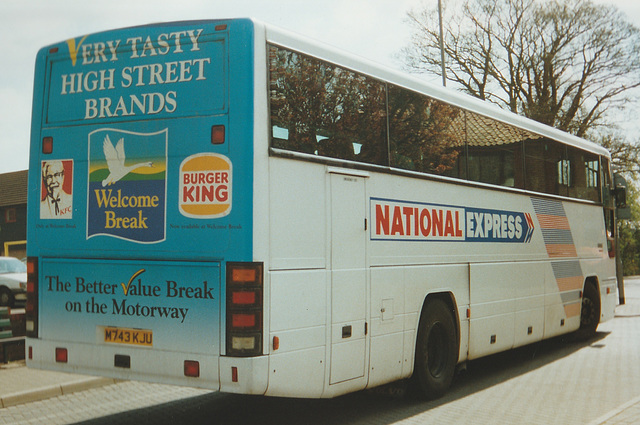 VERY TASTY
HIGH STREET
BRANDS
KFC
Welcome
Break
BURGER
KING
The Better Value Break
on the Motorway
M743 KJU
NATIONAL EXPRESS